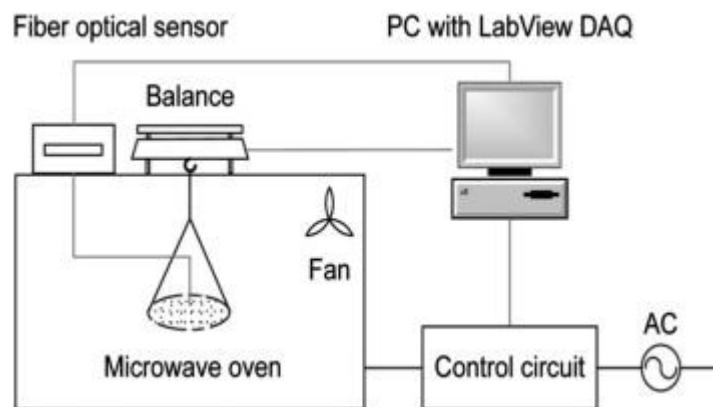 Fiber optical sensor
PC with LabView DAQ
Balance
Fan
AC
Microwave oven
Control circuit